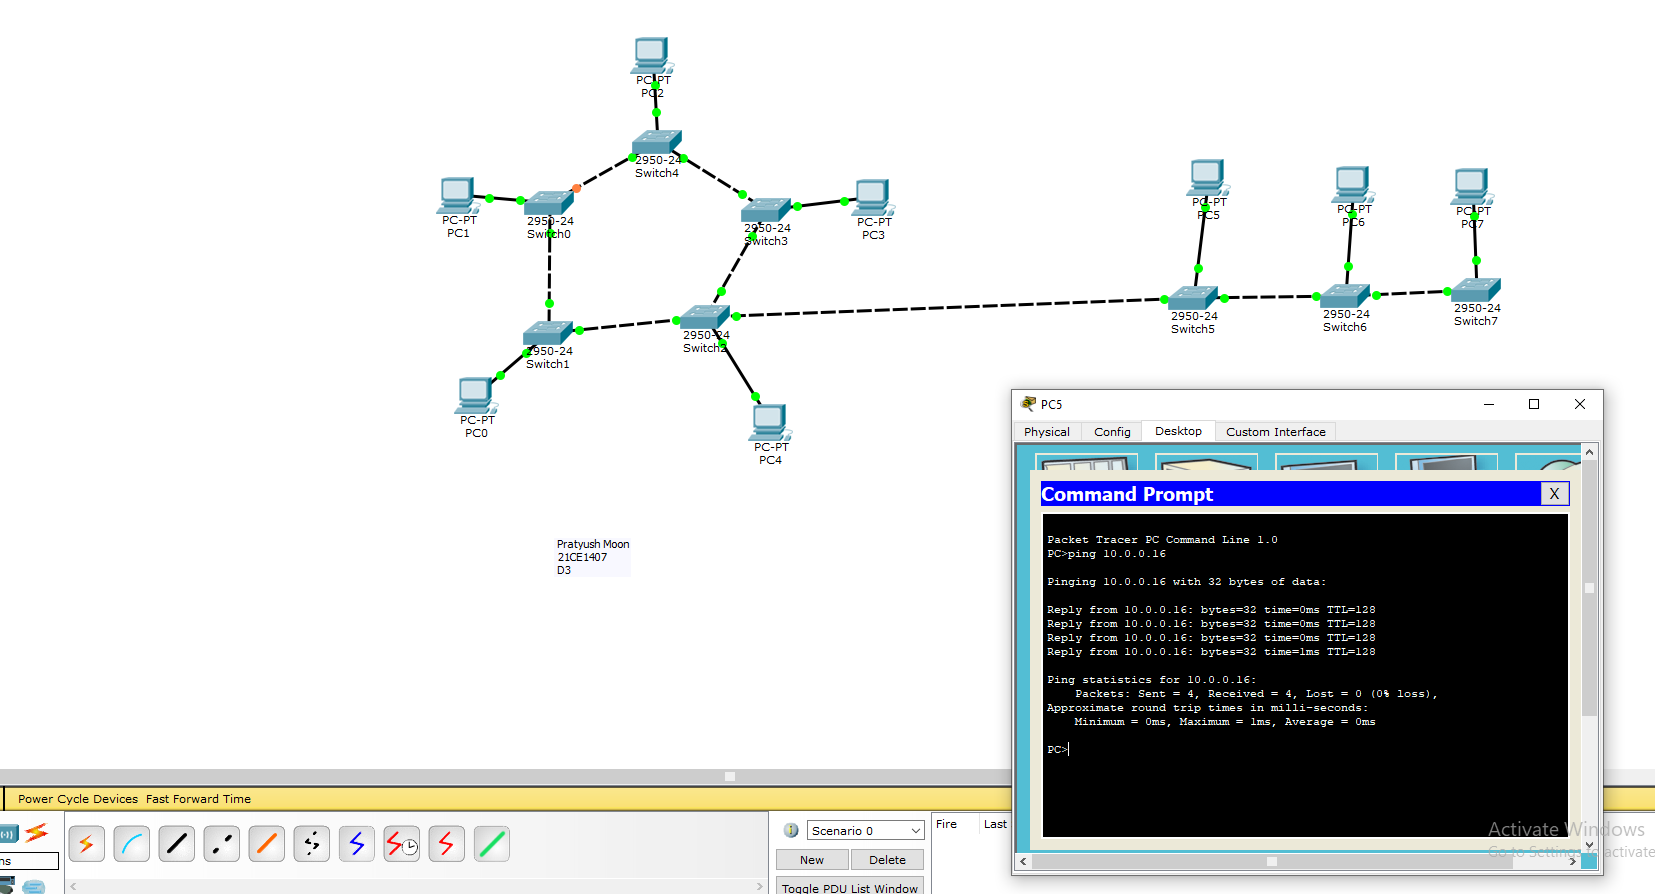 PC-PT
PC2
2950-24
Switch4
PC-PT
PC1
2950-24
Switch0
2950-24
Switch3
PC-PT
PC3
PC-PT
PC5
PC-PT
PC6
PC-PT
PC7
2950-24
Switch1
2950-24
Switch2
2950-24
Switch5
2950-24
Switch6
2950-24
Switch7
PC-PT
PC0
PC-PT
PC4
Pratyush Moon
21CE1407
D3
PC5
Physical Config Desktop Custom Interface
Command Prompt X
Packet Tracer PC Command Line 1.0
PC>ping 10.0.0.16
Pinging 10.0.0.16 with 32 bytes of data:
Reply from 10.0.0.16: bytes=32 time=0ms TTL=128
Reply from 10.0.0.16: bytes=32 time=0ms TTL=128
Reply from 10.0.0.16: bytes=32 time=0ms TTL=128
Reply from 10.0.0.16: bytes=32 time=1ms TTL=128
Ping statistics for 10.0.0.16:
Packets: Sent = 4, Received = 4, Lost = 0 (0% loss),
Approximate round trip times in milli-seconds:
Minimum = 0ms, Maximum = 1ms, Average = 0ms
PC>
Power Cycle Devices Fast Forward Time
ns
Scenario 0
Fire Last
New Delete
Toggle PDU List Window
Activate Windows
Go to Settings to activate